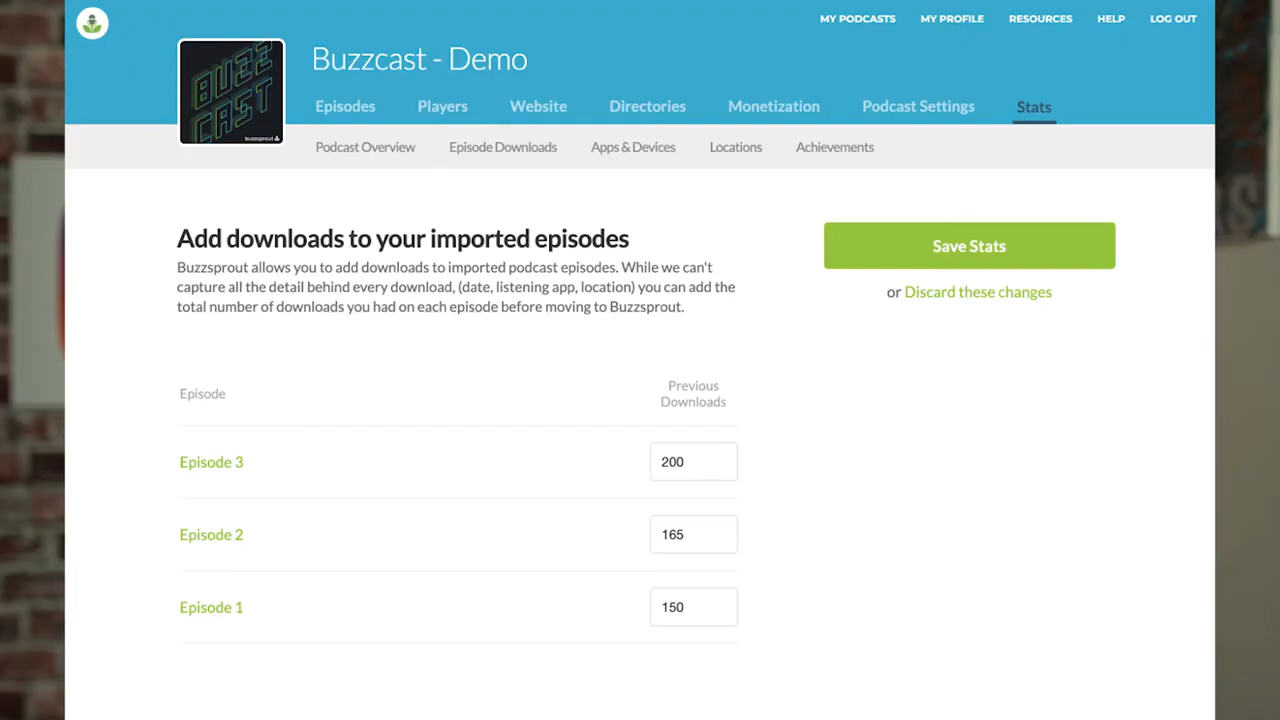 MY PODCASTS MY PROFILE RESOURCES HELP LOG OUT
BUZZ
CAST
buzzsprout
Buzzcast - Demo
Episodes Players Website Directories Monetization Podcast Settings Stats
Podcast Overview Episode Downloads Apps & Devices Locations Achievements
Add downloads to your imported episodes
Buzzsprout allows you to add downloads to imported podcast episodes. While we can't
capture all the detail behind every download, (date, listening app, location) you can add the
total number of downloads you had on each episode before moving to Buzzsprout.
Save Stats
or Discard these changes
Episode
Previous
Downloads
Episode 3 200
Episode 2 165
Episode 1 150